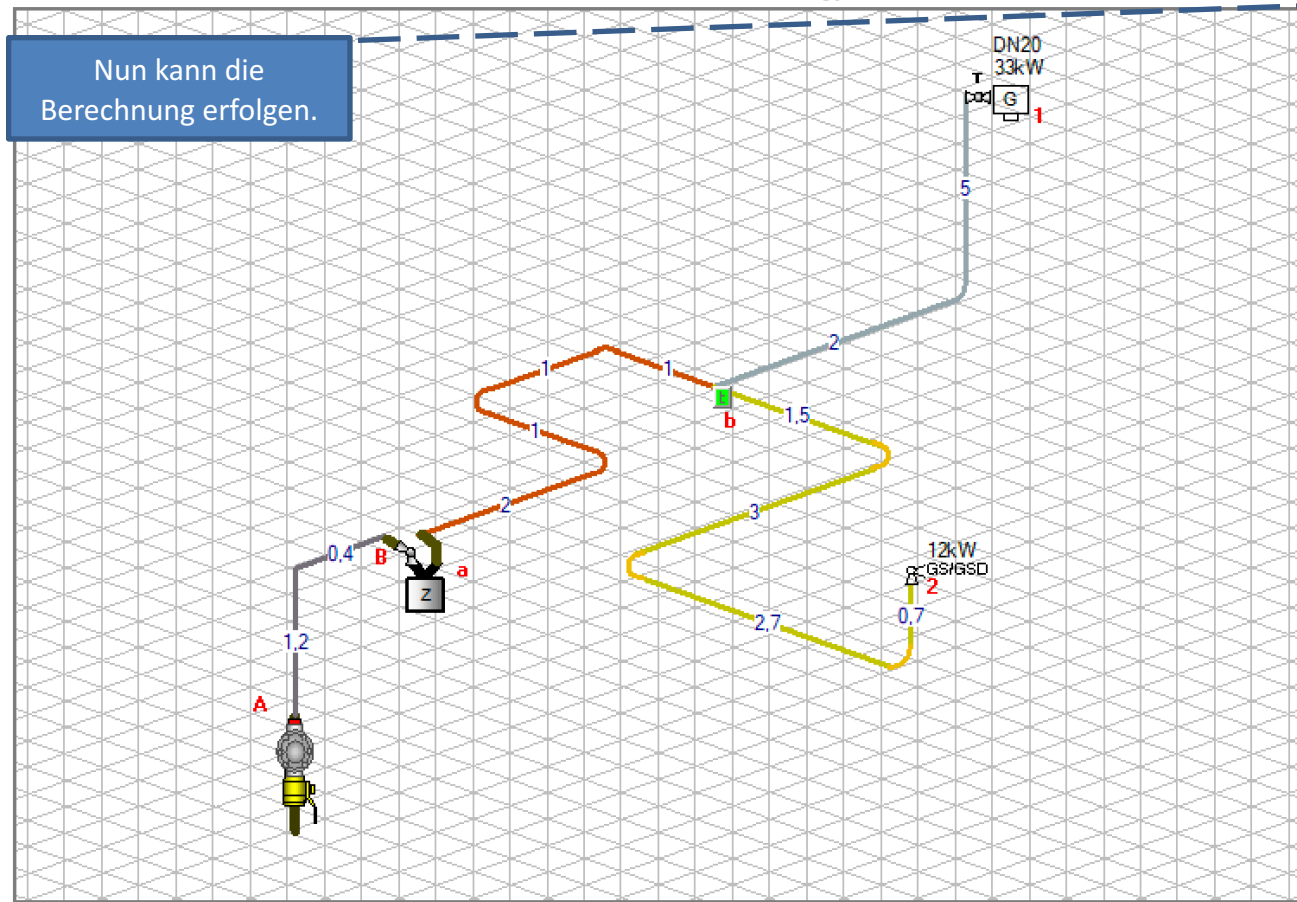 Nun kann die
Berechnung erfolgen.
DN20
33kW
T
G
1
5
2
1
1
E
b
1,5
1
2
3
0,4
B
a
Z
12kW
GS/GSD
2
0,7
2,7
1,2
A